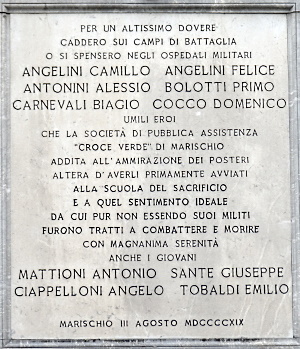 PER UN ALTISSIMO DOVERE
CADDERO SUI CAMPI DI BATTAGLIA
O SI SPENSERO NEGLI OSPEDALI MILITARI
ANGELINI CAMILLO ANGELINI FELICE
ANTONINI ALESSIO BOLOTTI PRIMO
CARNEVALI BIAGIO COCCO DOMENICO
UMILI EROI
CHE LA SOCIETÀ DI PUBBLICA ASSISTENZA
"CROCE VERDE" DI MARISCHIO
ADDITA ALL'AMMIRAZIONE DEI POSTERI
ALTERA D'AVERLI PRIMAMENTE AVVIATI
ALLA SCUOLA DEL SACRIFICIO
E A QUEL SENTIMENTO IDEALE
DA CUI PUR NON ESSENDO SUOI MILITI
FURONO TRATTI A COMBATTERE E MORIRE
CON MAGNANIMA SERENITÀ
ANCHE I GIOVANI
MATTIONI ANTONIO SANTE GIUSEPPE
CIAPPELLONI ANGELO TOBALDI EMILIO
MARISCHIO III AGOSTO MDCCCCXIX